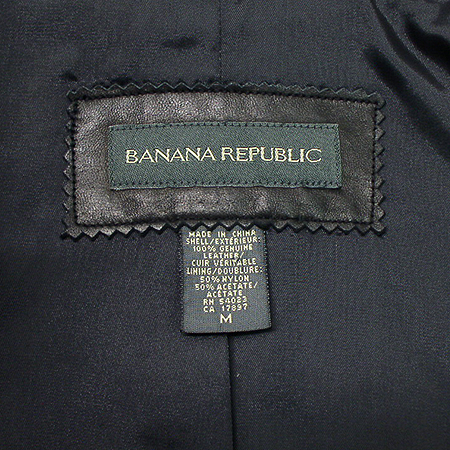 BANANA REPUBLIC
MADE IN CHINA
SHELL/EXTÉRIEUR:
100% GENUINE
LEATHER/
CUIR VÉRITABLE
LINING/DOUBLURE:
50% NYLON
50% ACETATE/
ACÉTATE
RN 54023
CA 17897
M